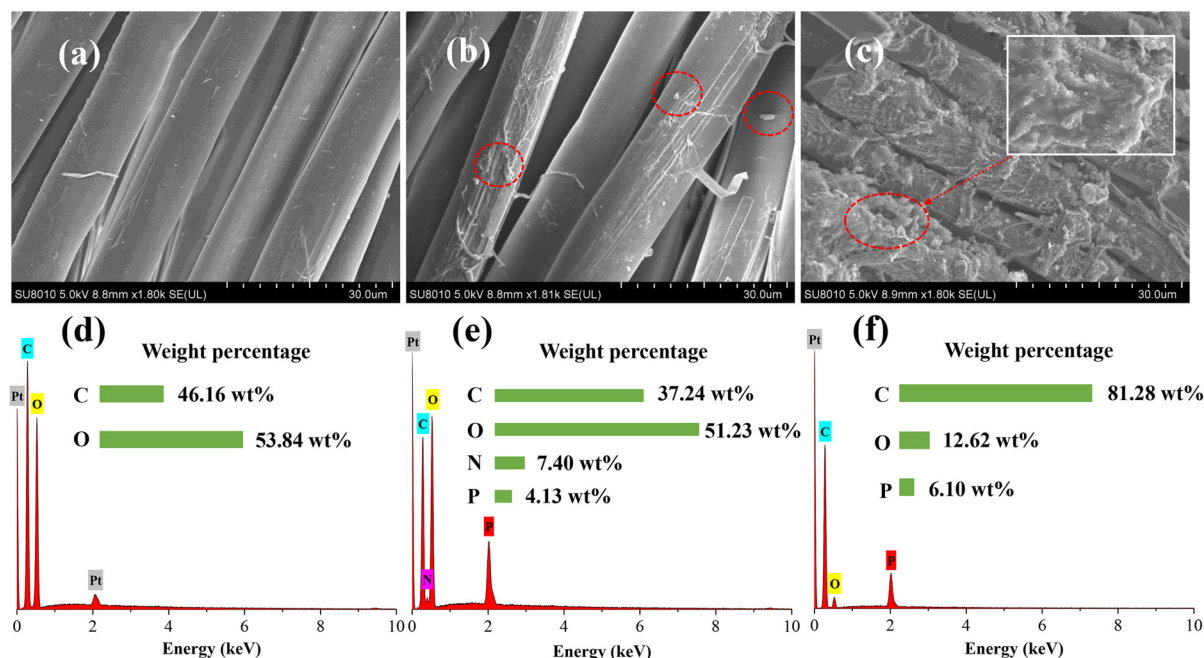 (a)
(b)
(c)
SU8010 5.0kV 8.8mm x1.80k SE(UL) 30.0um
SU8010 5.0kV 8.8mm x1.81k SE(UL) 30.0um
SU8010 5.0kV 8.9mm x1.80k SE(UL) 30.0um
(d)
Pt
C
O
Weight percentage
C 46.16 wt%
O 53.84 wt%
Pt
0 2 4 6 8 10
Energy (keV)
(e)
Pt
C
O
N
Weight percentage
C 37.24 wt%
O 51.23 wt%
N 7.40 wt%
P 4.13 wt%
P
0 2 4 6 8 10
Energy (keV)
(f)
Pt
C
O
Weight percentage
C 81.28 wt%
O 12.62 wt%
P 6.10 wt%
P
0 2 4 6 8 10
Energy (keV)